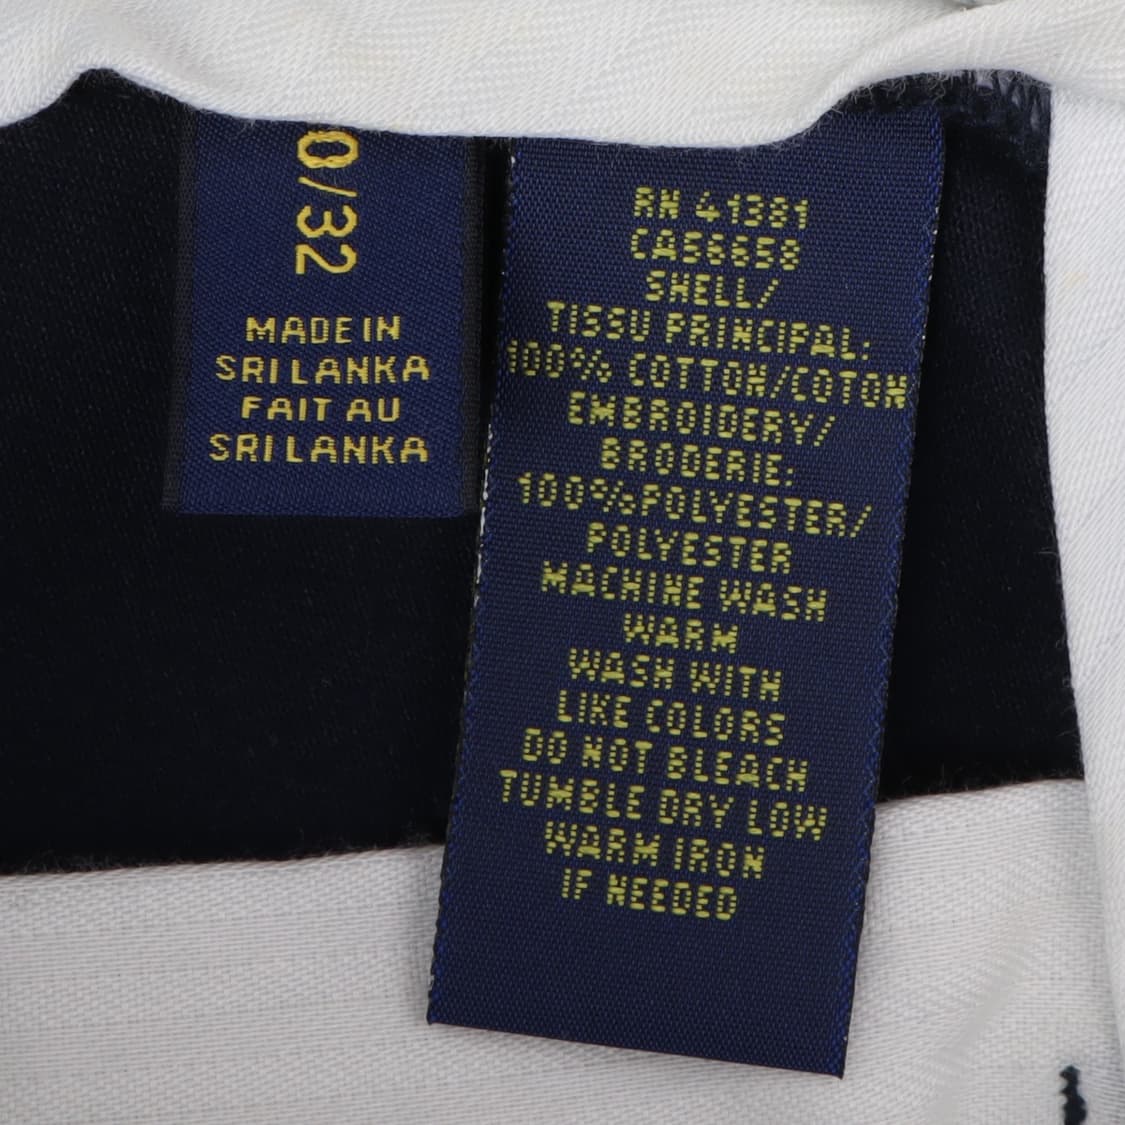 0/32
MADE IN
SRI LANKA
FAIT AU
SRI LANKA
RN 41381
CA56658
SHELL/
TISSU PRINCIPAL:
100% COTTON/COTON
EMBROIDERY/
BRODERIE:
100%POLYESTER/
POLYESTER
MACHINE WASH
WARM
WASH WITH
LIKE COLORS
DO NOT BLEACH
TUMBLE DRY LOW
WARM IRON
IF NEEDED